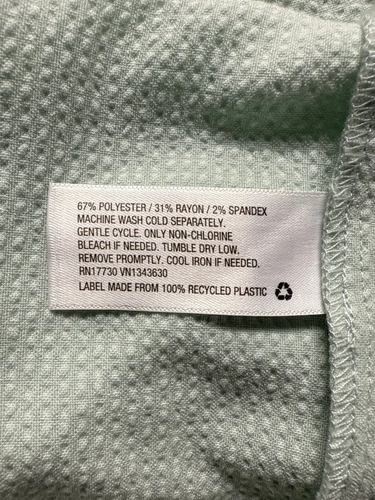 67% POLYESTER / 31% RAYON / 2% SPANDEX
MACHINE WASH COLD SEPARATELY.
GENTLE CYCLE. ONLY NON-CHLORINE
BLEACH IF NEEDED. TUMBLE DRY LOW.
REMOVE PROMPTLY. COOL IRON IF NEEDED.
RN17730 VN1343630
LABEL MADE FROM 100% RECYCLED PLASTIC